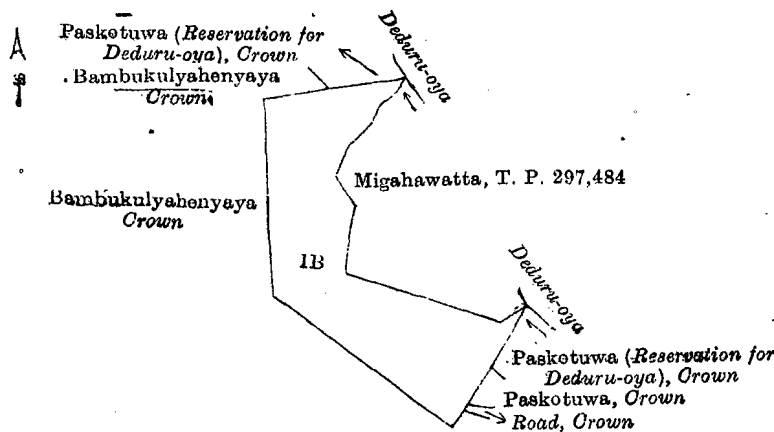 Paskotuwa (Reservation for
Deduru-oya), Crown
Bambukulyahenyaya
Crown
Deduru-oya
Bambukulyahenyaya
Crown
Migahawatta, T. P. 297,484
1B
Deduru-oya
Paskotuwa (Reservation for
Deduru-oya), Crown
Paskotuwa, Crown
Road, Crown